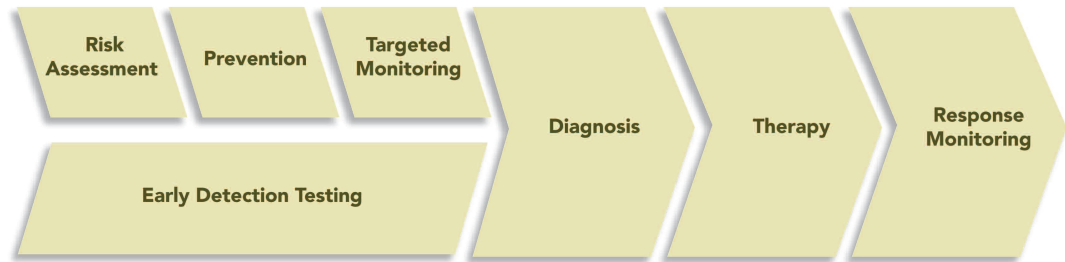 Risk
Assessment
Prevention
Targeted
Monitoring
Early Detection Testing
Diagnosis
Therapy
Response
Monitoring